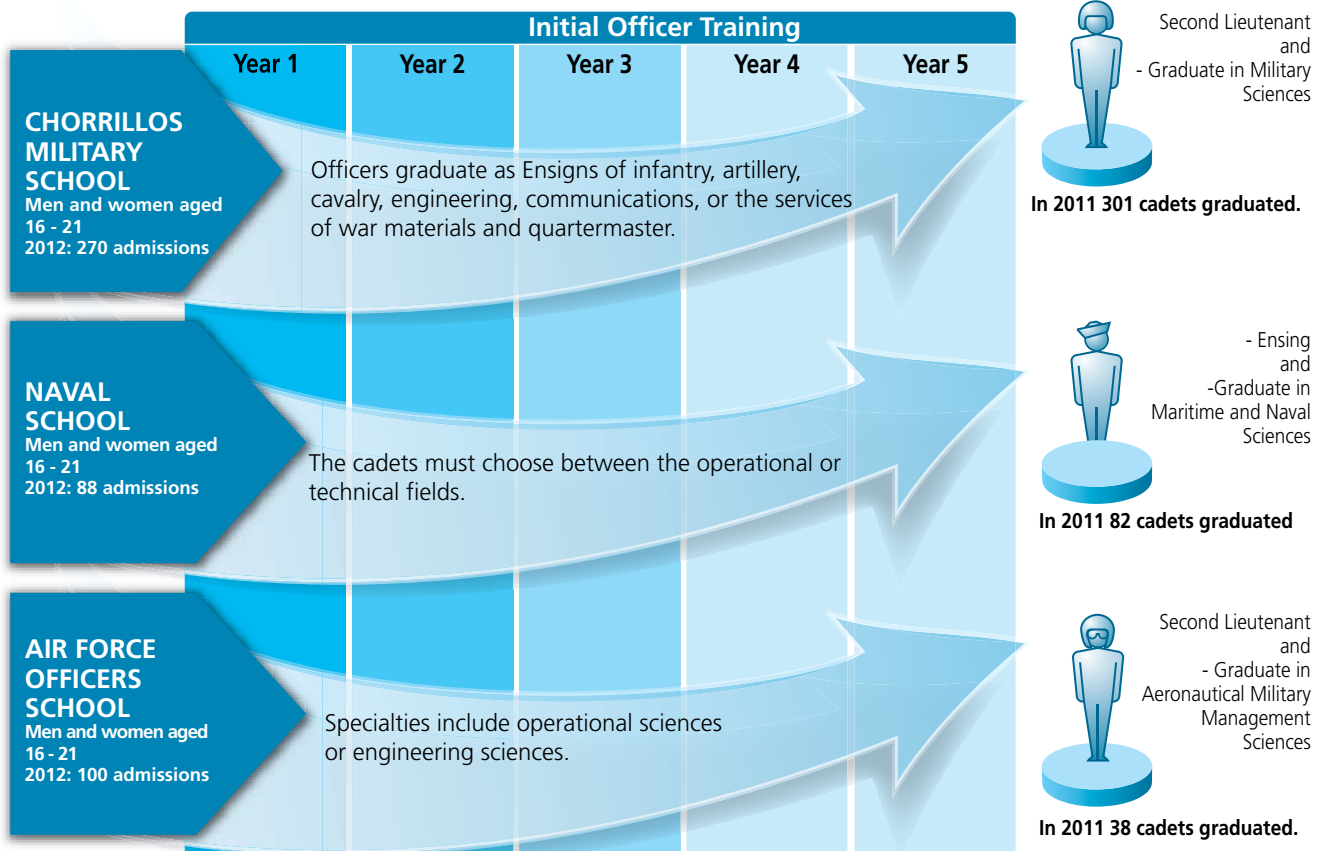 Initial Officer Training
Year 1
Year 2
Year 3
Year 4
Year 5
CHORRILLOS
MILITARY
SCHOOL
Men and women aged
16 - 21
2012: 270 admissions
Officers graduate as Ensigns of infantry, artillery,
cavalry, engineering, communications, or the services
of war materials and quartermaster.
Second Lieutenant
and
- Graduate in Military
Sciences
In 2011 301 cadets graduated.
NAVAL
SCHOOL
Men and women aged
16 - 21
2012: 88 admissions
The cadets must choose between the operational or
technical fields.
- Ensing
and
-Graduate in
Maritime and Naval
Sciences
In 2011 82 cadets graduated
AIR FORCE
OFFICERS
SCHOOL
Men and women aged
16 - 21
2012: 100 admissions
Specialties include operational sciences
or engineering sciences.
Second Lieutenant
and
- Graduate in
Aeronautical Military
Management
Sciences
In 2011 38 cadets graduated.